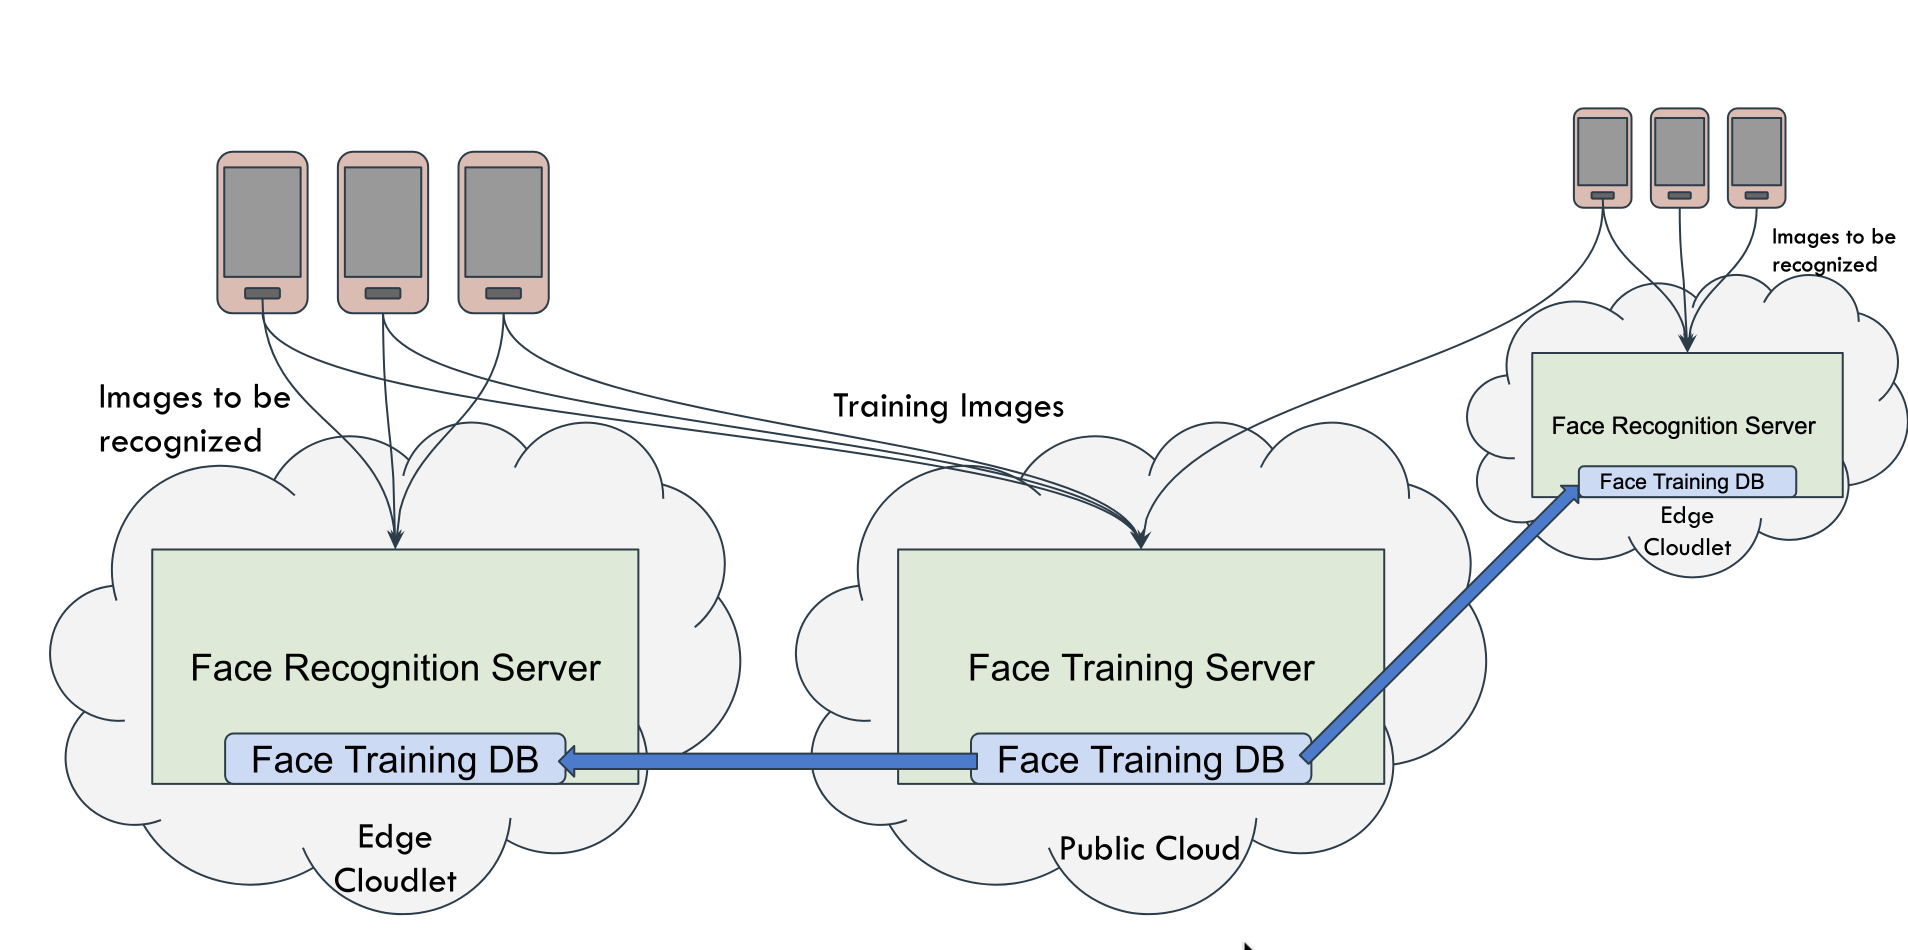 Images to be
recognized
Images to be
recognized
Training Images
Face Recognition Server
Face Training DB
Edge
Cloudlet
Face Recognition Server
Face Training DB
Edge
Cloudlet
Face Training Server
Face Training DB
Public Cloud